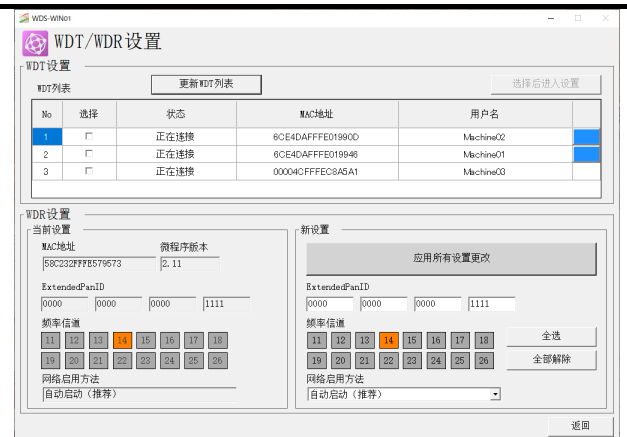 WDS-WIN01
WDT/WDR设置
WDT设置
WDT列表 更新WDT列表 选择后进入设置
No 选择 状态 MAC地址 用户名
1 正在连接 6CE4DAFFFE01990D Machine02
2 正在连接 6CE4DAFFFE019946 Machine01
3 正在连接 00004CFFFEC8A5A1 Machine03
WDR设置
当前设置
MAC地址 微程序版本
58C232FFFE579573 2.11
ExtendedPanID
0000 0000 0000 1111
频率信道
11 12 13 14 15 16 17 18
19 20 21 22 23 24 25 26
网络启用方法
自动启动（推荐）
新设置
应用所有设置更改
ExtendedPanID
0000 0000 0000 1111
频率信道
11 12 13 14 15 16 17 18 全选
19 20 21 22 23 24 25 26 全部解除
网络启用方法
自动启动（推荐）
返回